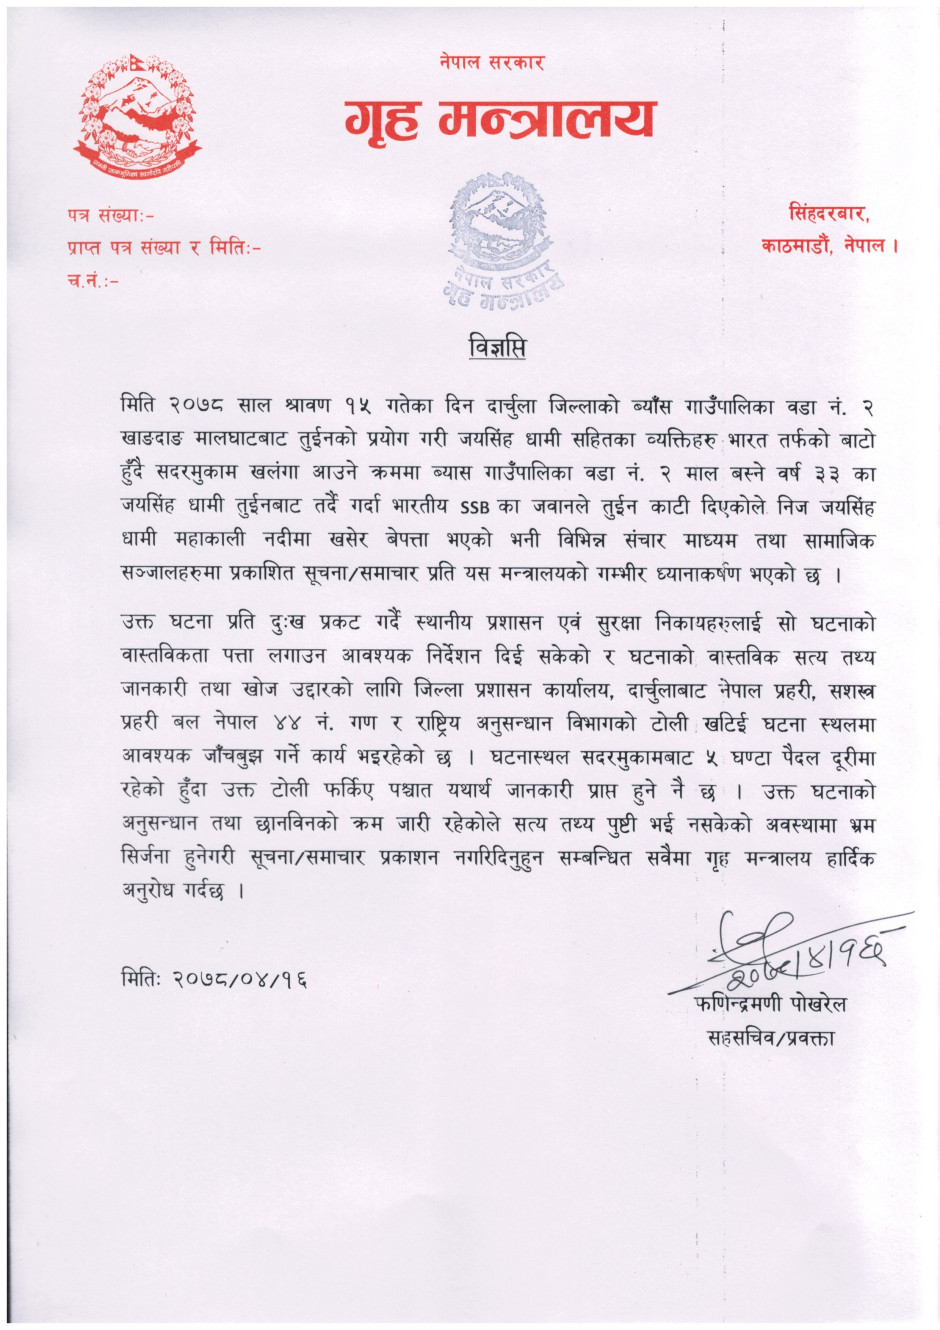 नेपाल सरकार
गृह मन्त्रालय
नेपाल सरकार
गृह मन्त्रालय
पत्र संख्याः-
प्राप्त पत्र संख्या र मितिः-
च.नं.:-
सिंहदरबार,
काठमाडौं, नेपाल ।
विज्ञप्ति
मिति २०७८ साल श्रावण १५ गतेका दिन दार्चुला जिल्लाको ब्याँस गाउँपालिका वडा नं. २
खाङदाङ मालघाटबाट तुईनको प्रयोग गरी जयसिंह धामी सहितका व्यक्तिहरु भारत तर्फको बाटो
हुँदै सदरमुकाम खलंगा आउने क्रममा ब्यास गाउँपालिका वडा नं. २ माल बस्ने वर्ष ३३ का
जयसिंह धामी तुईनबाट तर्दै गर्दा भारतीय SSB का जवानले तुईन काटी दिएकोले निज जयसिंह
धामी महाकाली नदीमा खसेर बेपत्ता भएको भनी विभिन्न संचार माध्यम तथा सामाजिक
सञ्जालहरुमा प्रकाशित सूचना/समाचार प्रति यस मन्त्रालयको गम्भीर ध्यानाकर्षण भएको छ ।
उक्त घटना प्रति दुःख प्रकट गर्दै स्थानीय प्रशासन एवं सुरक्षा निकायहरुलाई सो घटनाको
वास्तविकता पत्ता लगाउन आवश्यक निर्देशन दिई सकेको र घटनाको वास्तविक सत्य तथ्य
जानकारी तथा खोज उद्दारको लागि जिल्ला प्रशासन कार्यालय, दार्चुलाबाट नेपाल प्रहरी, सशस्त्र
प्रहरी बल नेपाल ४४ नं. गण र राष्ट्रिय अनुसन्धान विभागको टोली खटिई घटना स्थलमा
आवश्यक जाँचबुझ गर्ने कार्य भइरहेको छ । घटनास्थल सदरमुकामबाट ५ घण्टा पैदल दूरीमा
रहेको हुँदा उक्त टोली फर्किए पश्चात यथार्थ जानकारी प्राप्त हुने नै छ । उक्त घटनाको
अनुसन्धान तथा छानविनको क्रम जारी रहेकोले सत्य तथ्य पुष्टी भई नसकेको अवस्थामा भ्रम
सिर्जना हुनेगरी सूचना/समाचार प्रकाशन नगरिदिनुहुन सम्बन्धित सवैमा गृह मन्त्रालय हार्दिक
अनुरोध गर्दछ ।
२०७८/४/१६
मितिः २०७८/०४/१६
फणिन्द्रमणी पोखरेल
सहसचिव/प्रवक्ता